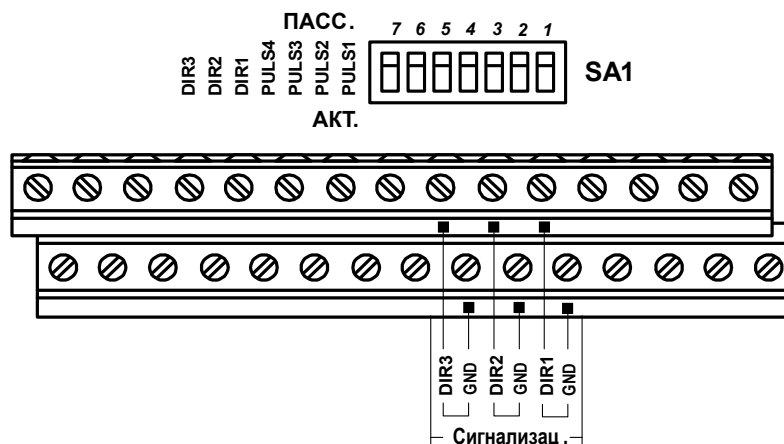 ПАСС.
7 6 5 4 3 2 1
DIR3
DIR2
DIR1
PULS4
PULS3
PULS2
PULS1
SA1
АКТ.
DIR3
GND
DIR2
GND
DIR1
GND
Сигнализац .